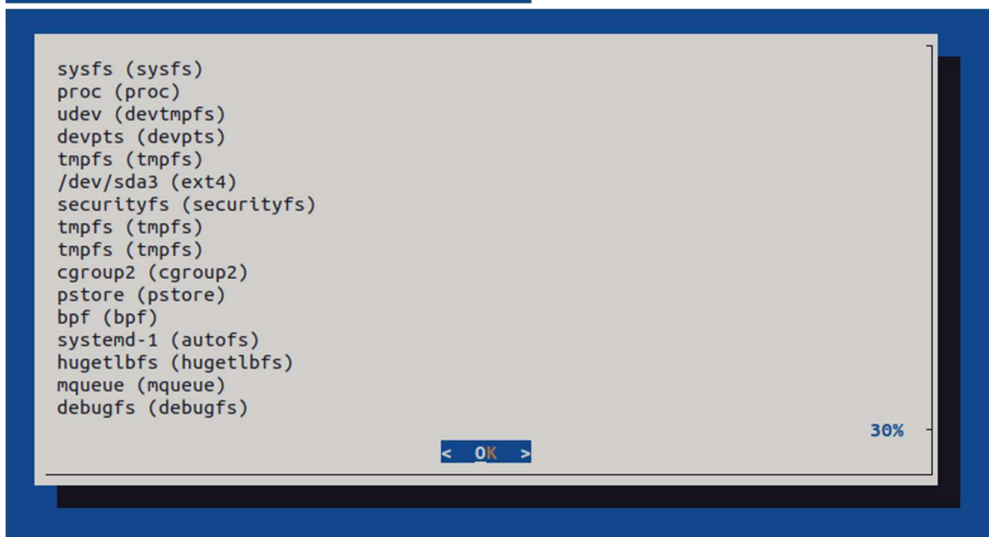 sysfs (sysfs)
proc (proc)
udev (devtmpfs)
devpts (devpts)
tmpfs (tmpfs)
/dev/sda3 (ext4)
securityfs (securityfs)
tmpfs (tmpfs)
tmpfs (tmpfs)
cgroup2 (cgroup2)
pstore (pstore)
bpf (bpf)
systemd-1 (autofs)
hugetlbfs (hugetlbfs)
mqueue (mqueue)
debugfs (debugfs)
30%
< OK >